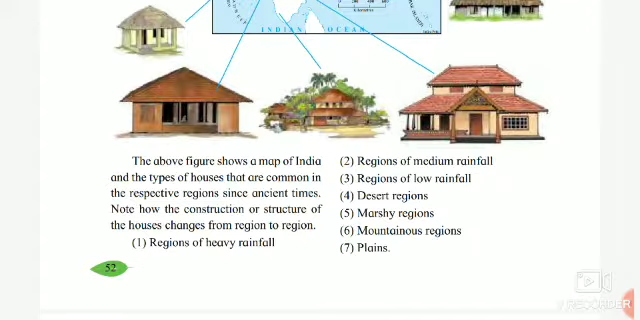 INDIAN OCEAN
The above figure shows a map of India
and the types of houses that are common in
the respective regions since ancient times.
Note how the construction or structure of
the houses changes from region to region.
(1) Regions of heavy rainfall
(2) Regions of medium rainfall
(3) Regions of low rainfall
(4) Desert regions
(5) Marshy regions
(6) Mountainous regions
(7) Plains.
52
RECORDER